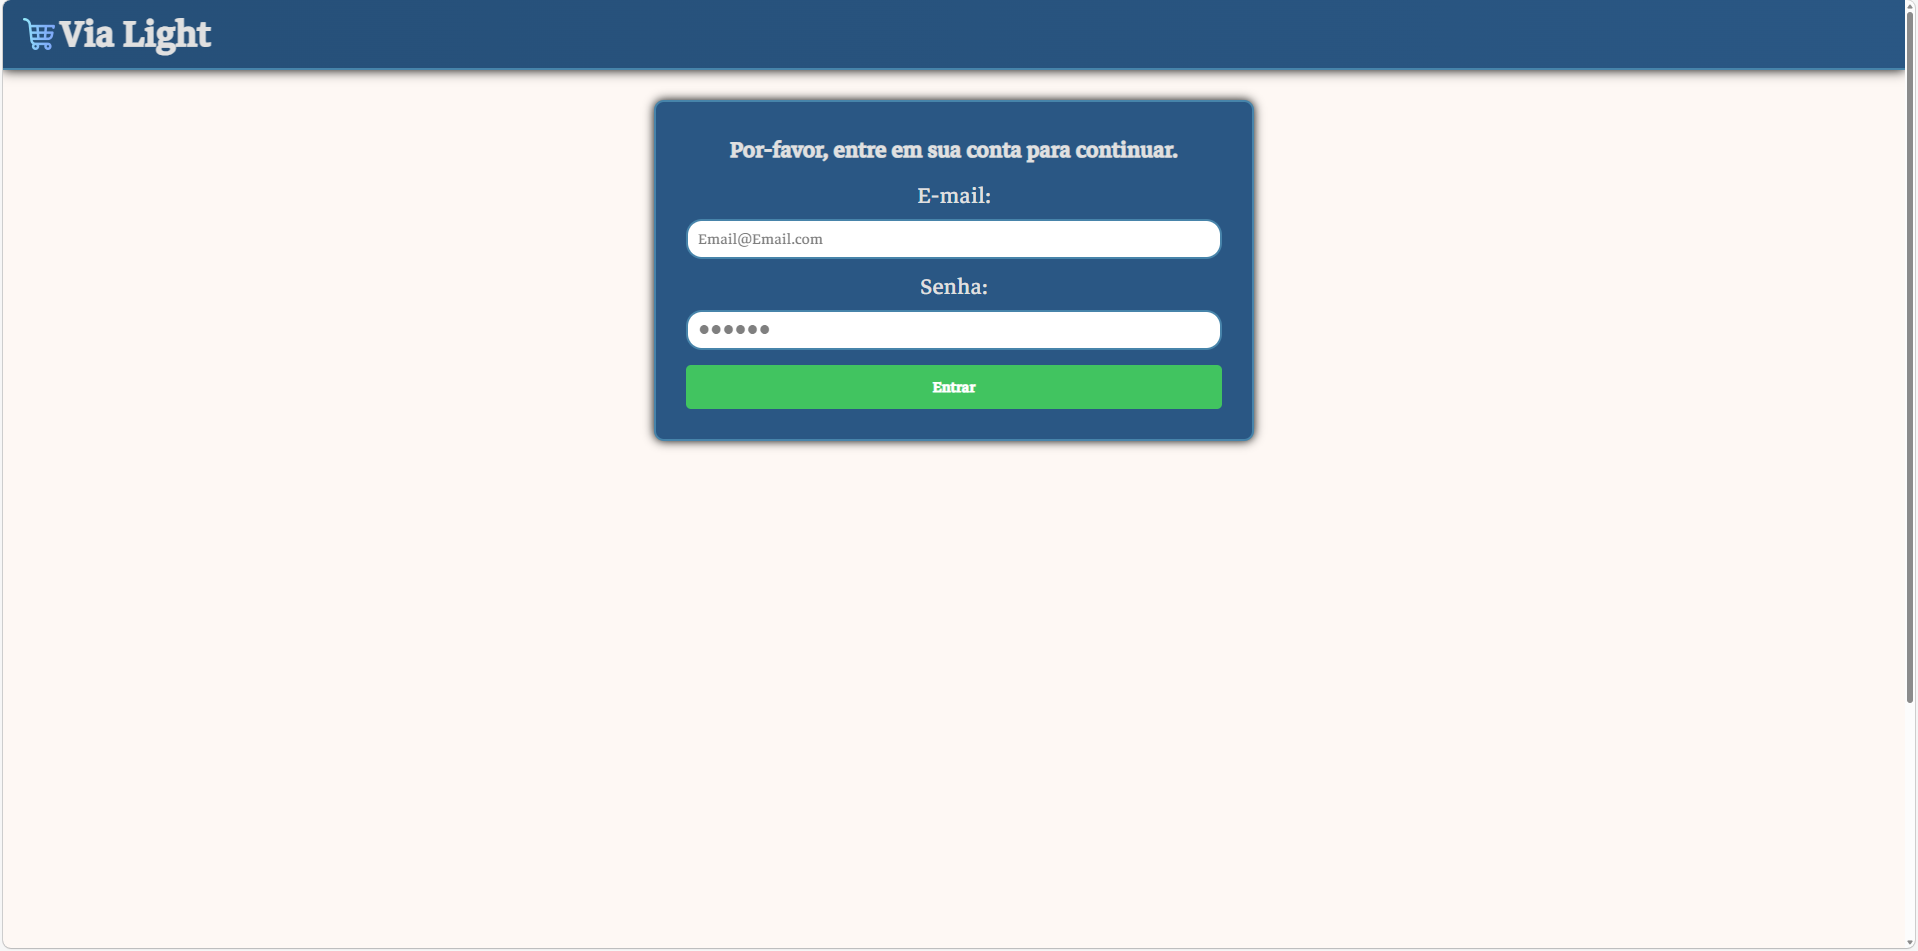 Via Light
Por-favor, entre em sua conta para continuar.
E-mail:
Email@Email.com
Senha:
●●●●●●
Entrar